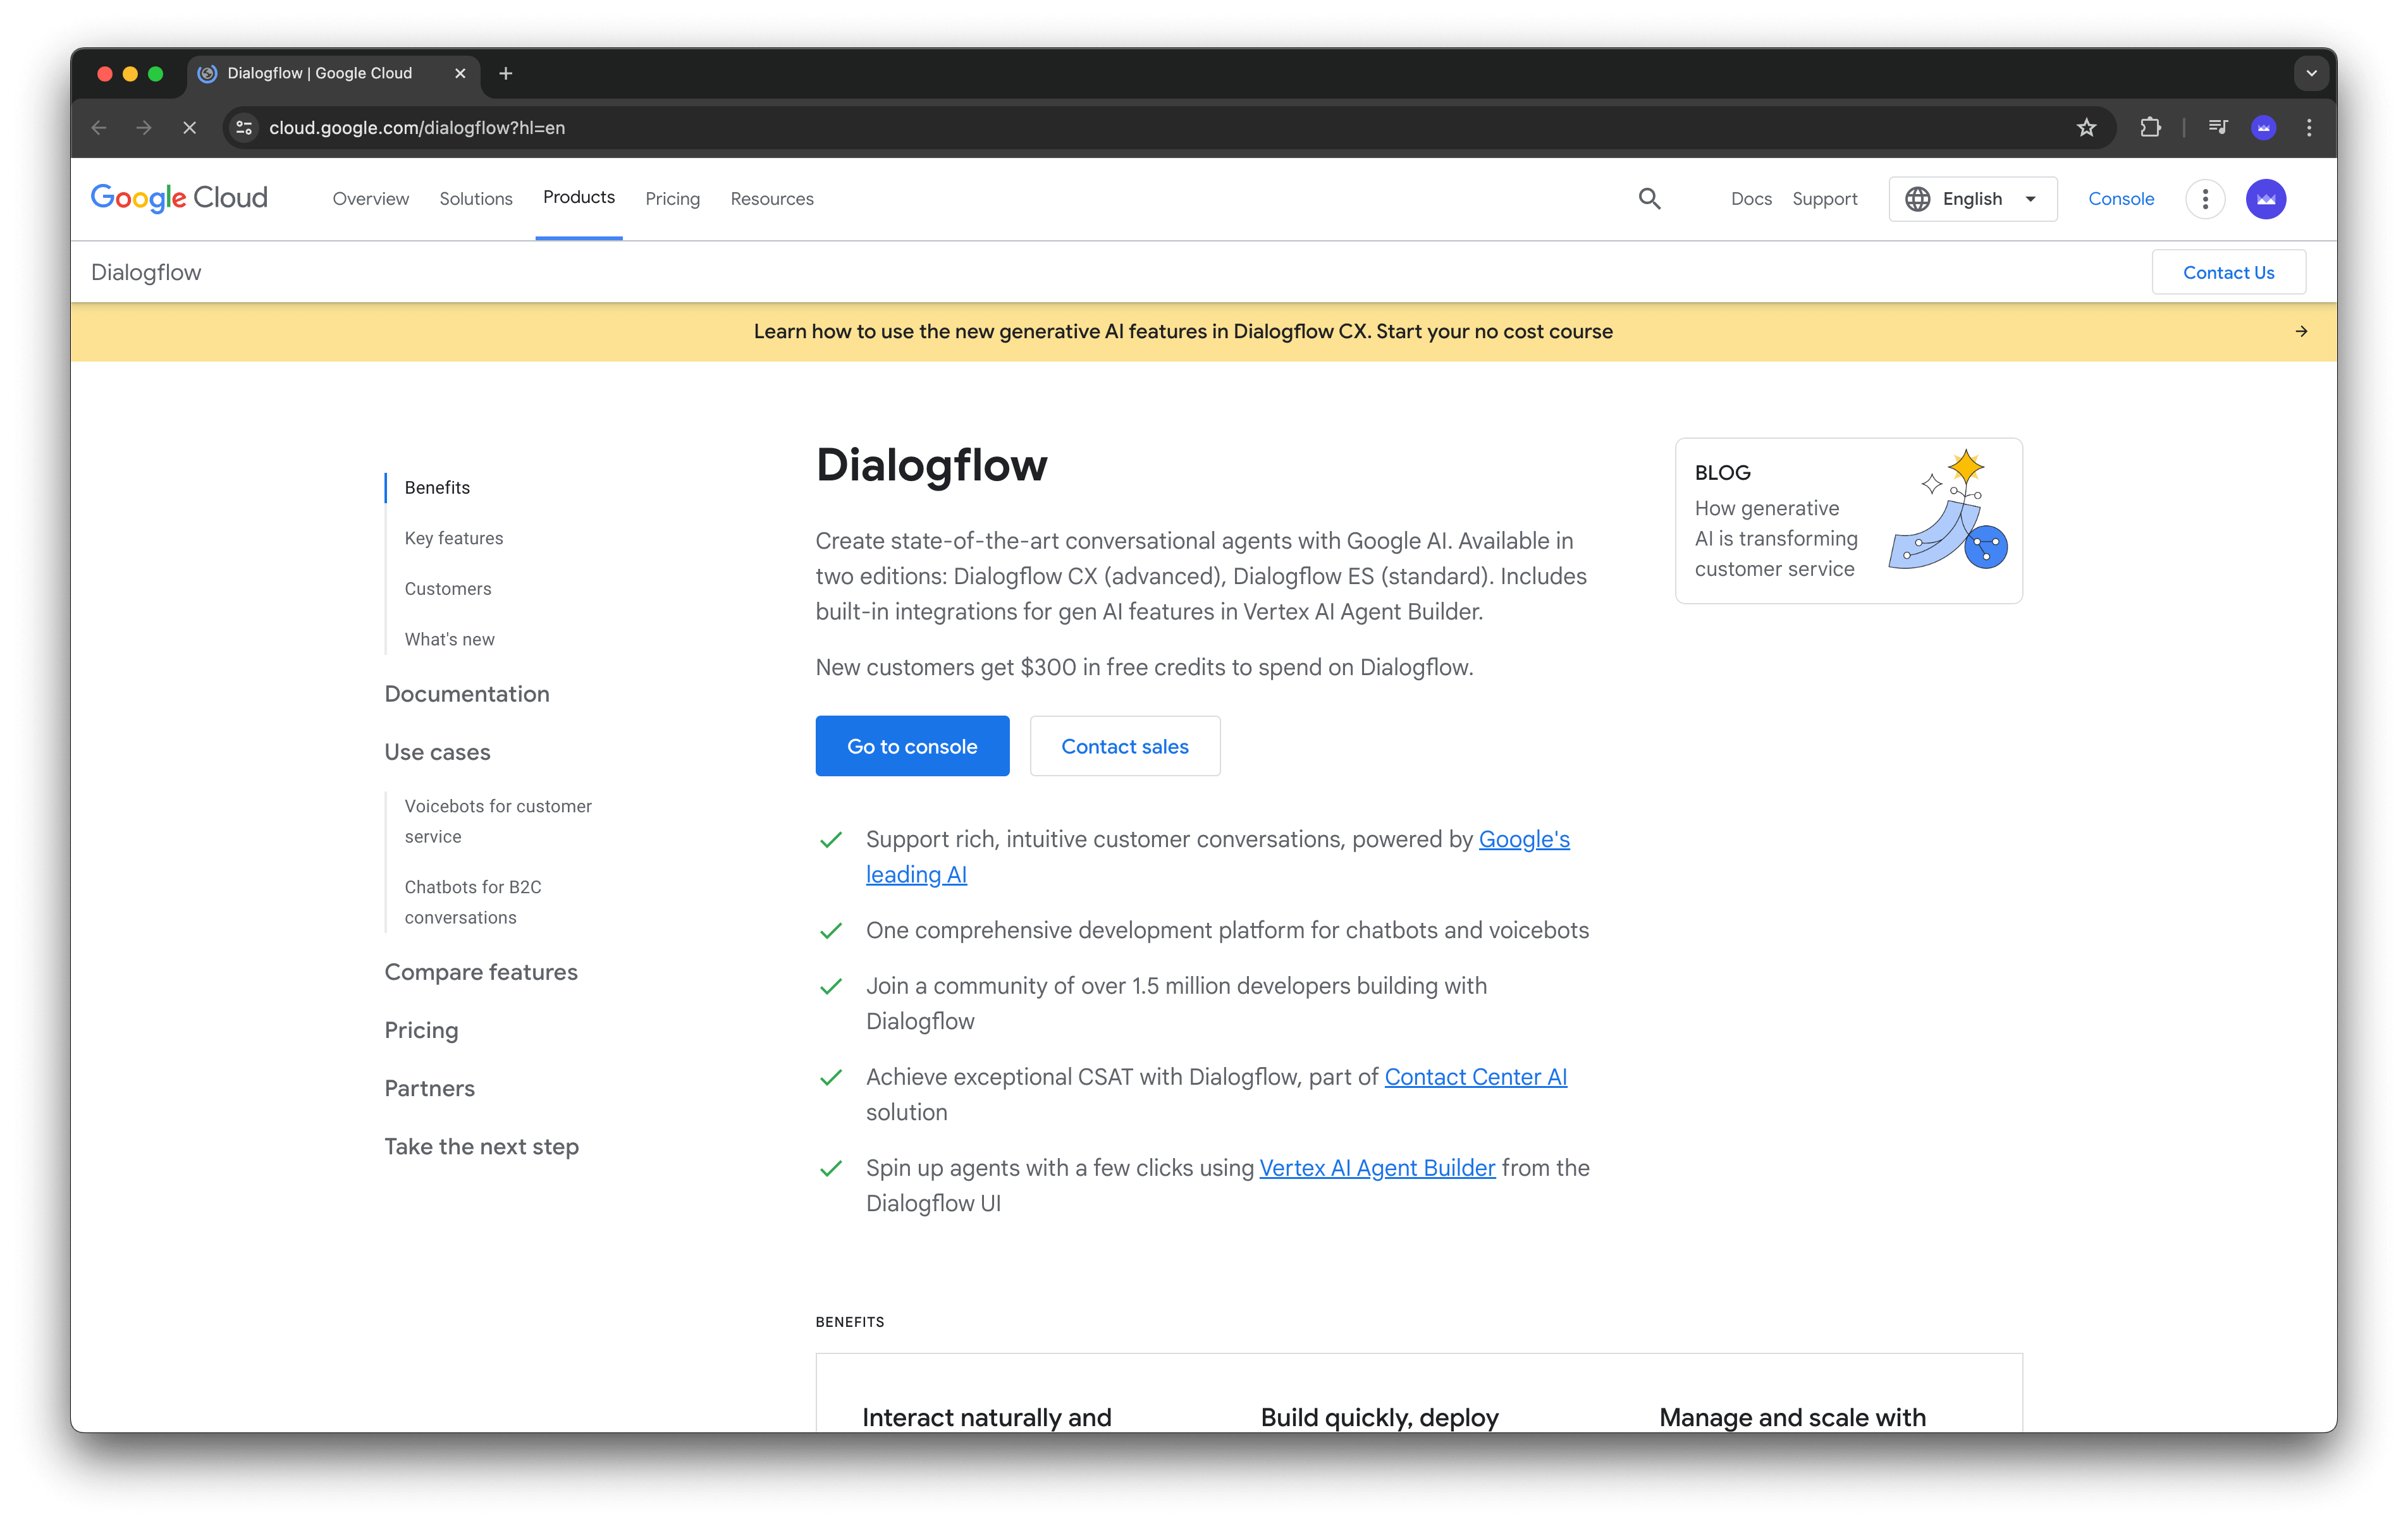 Dialogflow | Google Cloud
cloud.google.com/dialogflow?hl=en
Google Cloud
Overview
Solutions
Products
Pricing
Resources
Docs
Support
English
Console
Dialogflow
Contact Us
Learn how to use the new generative AI features in Dialogflow CX. Start your no cost course
Benefits
Key features
Customers
What's new
Documentation
Use cases
Voicebots for customer
service
Chatbots for B2C
conversations
Compare features
Pricing
Partners
Take the next step
Dialogflow
Create state-of-the-art conversational agents with Google AI. Available in
two editions: Dialogflow CX (advanced), Dialogflow ES (standard). Includes
built-in integrations for gen AI features in Vertex AI Agent Builder.
New customers get $300 in free credits to spend on Dialogflow.
Go to console
Contact sales
Support rich, intuitive customer conversations, powered by Google's
leading AI
One comprehensive development platform for chatbots and voicebots
Join a community of over 1.5 million developers building with
Dialogflow
Achieve exceptional CSAT with Dialogflow, part of Contact Center AI
solution
Spin up agents with a few clicks using Vertex AI Agent Builder from the
Dialogflow UI
BLOG
How generative
AI is transforming
customer service
BENEFITS
Interact naturally and
Build quickly, deploy
Manage and scale with